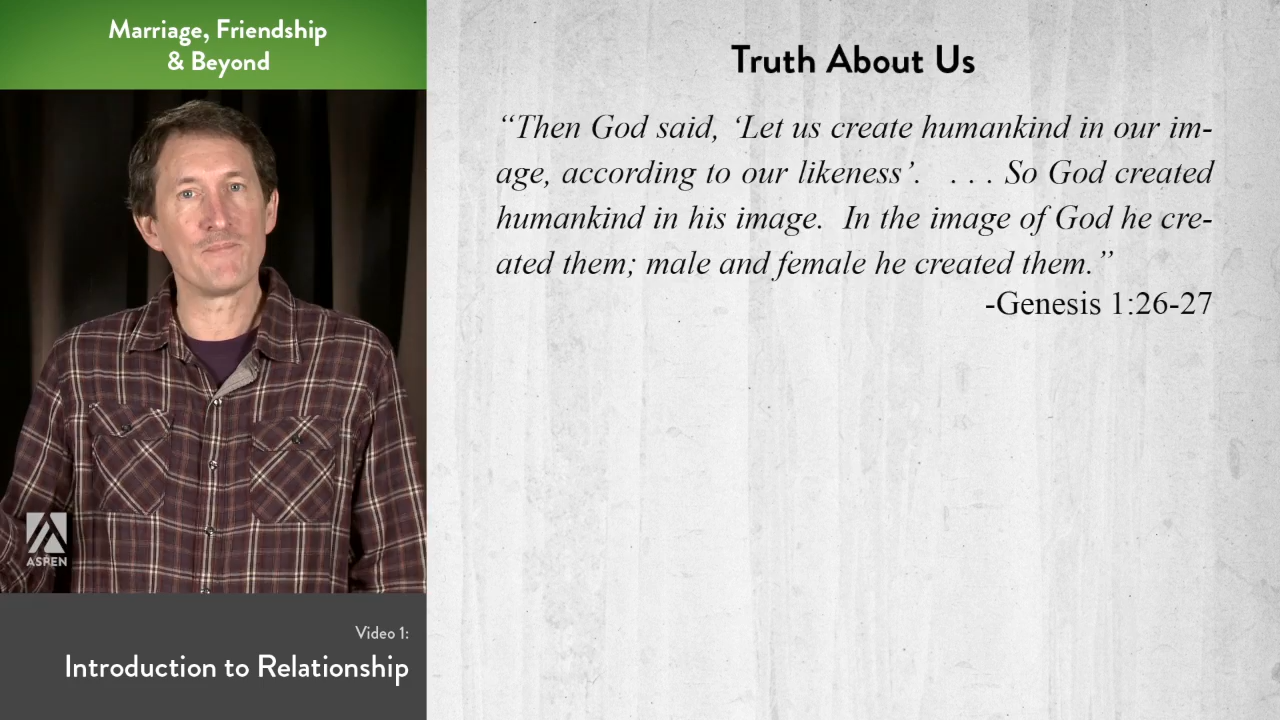 Marriage, Friendship
& Beyond
ASPEN
Video 1:
Introduction to Relationship
Truth About Us
“Then God said, ‘Let us create humankind in our im-
age, according to our likeness’.   . . . So God created
humankind in his image.  In the image of God he cre-
ated them; male and female he created them.”
-Genesis 1:26-27